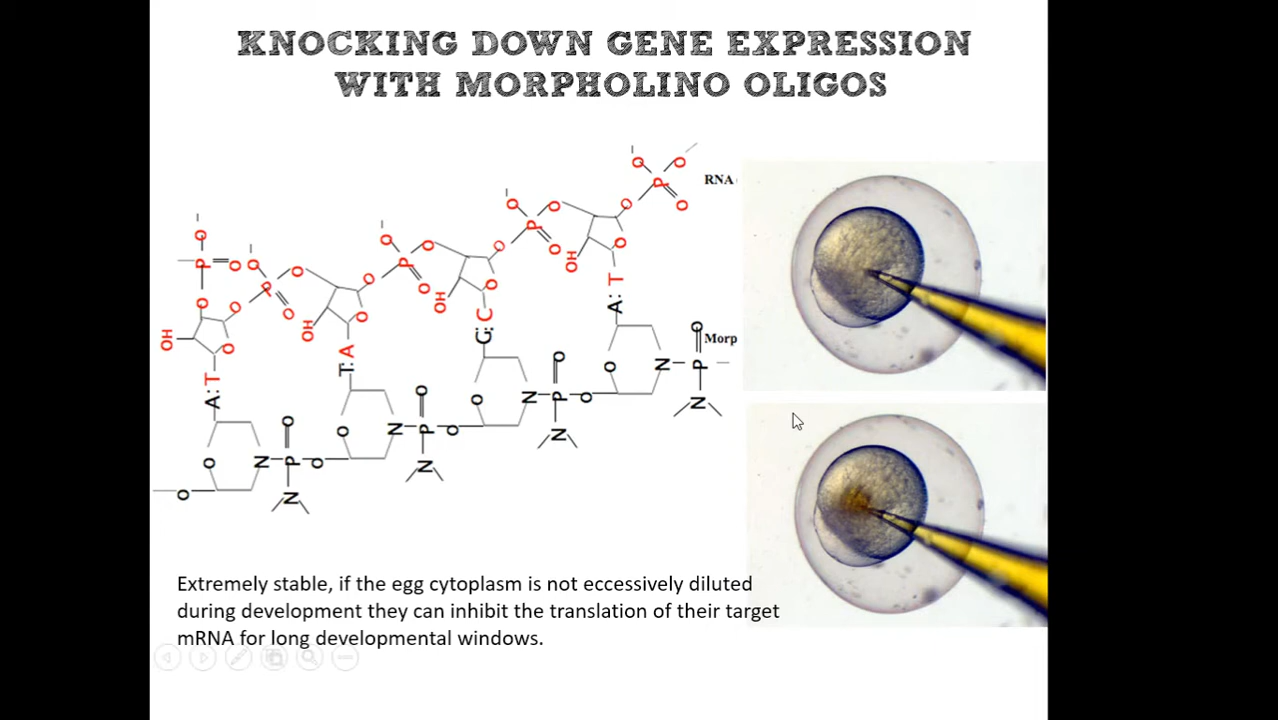 KNOCKING DOWN GENE EXPRESSION
WITH MORPHOLINO OLIGOS
RNA
A:T
T:A
G:C
A:T
Morp
Extremely stable, if the egg cytoplasm is not eccessively diluted
during development they can inhibit the translation of their target
mRNA for long developmental windows.